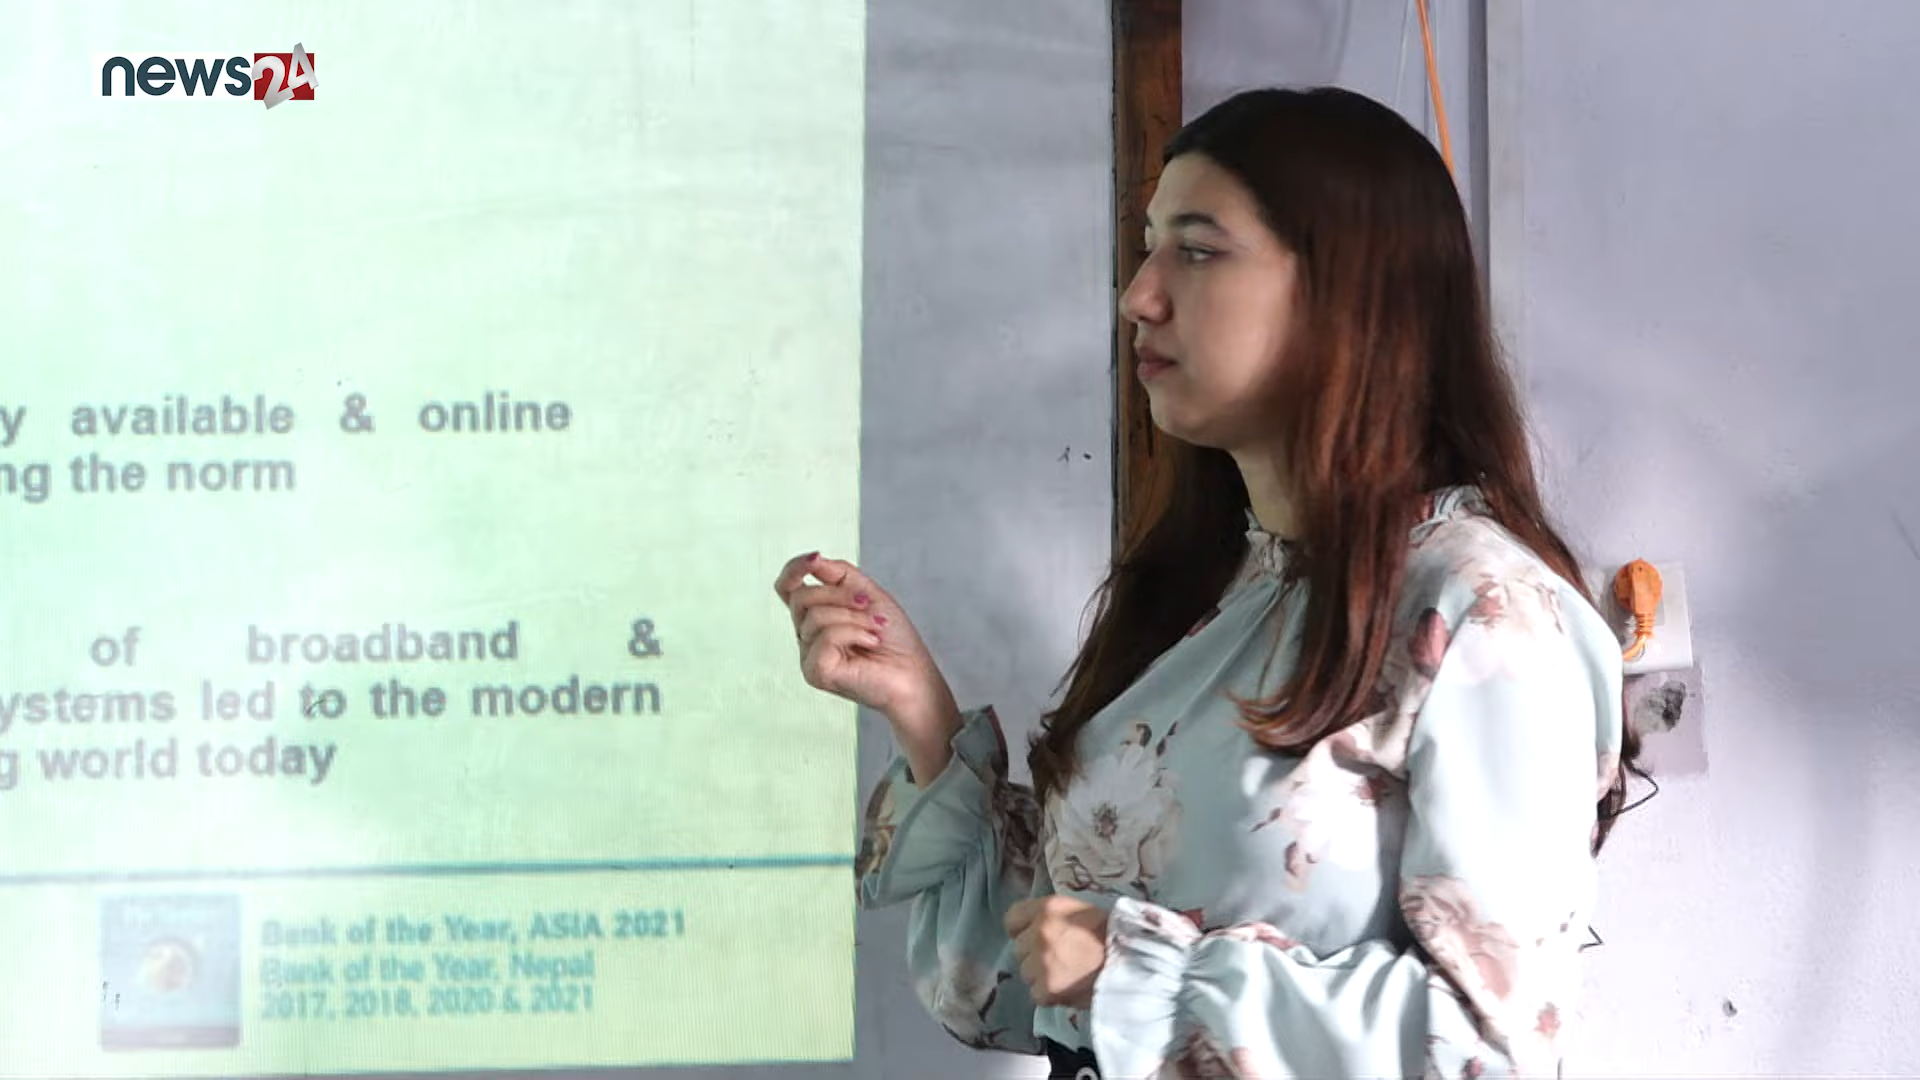 news24
y available & online
ng the norm
of broadband &
ystems led to the modern
g world today
Bank of the Year, ASIA 2021
Bank of the Year, Nepal
2017, 2018, 2020 & 2021